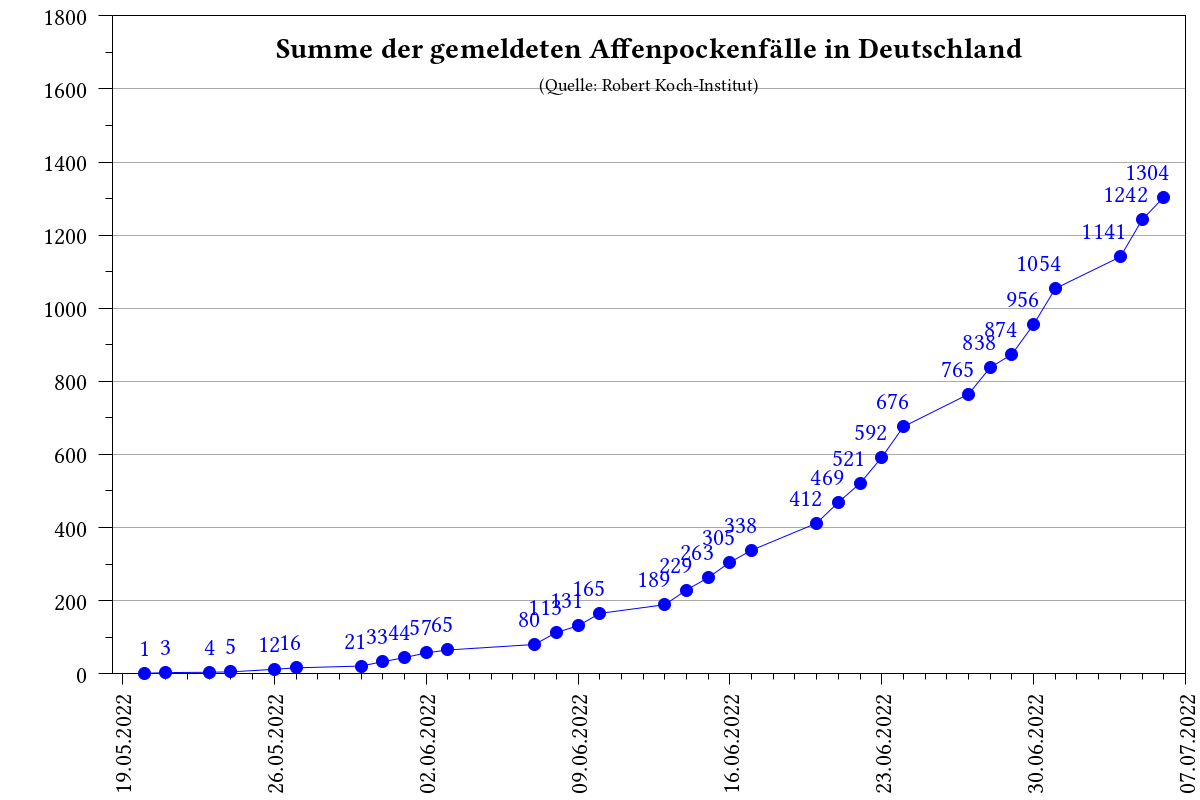 Summe der gemeldeten Affenpockenfälle in Deutschland
(Quelle: Robert Koch-Institut)
1800
1600
1400
1200
1000
800
600
400
200
0
1 3 4 5 12 16 21 33 44 57 65 80 113 131 165 189 229 263 305 338 412 469 521 592 676 765 838 874 956 1054 1141 1242 1304
19.05.2022 26.05.2022 02.06.2022 09.06.2022 16.06.2022 23.06.2022 30.06.2022 07.07.2022